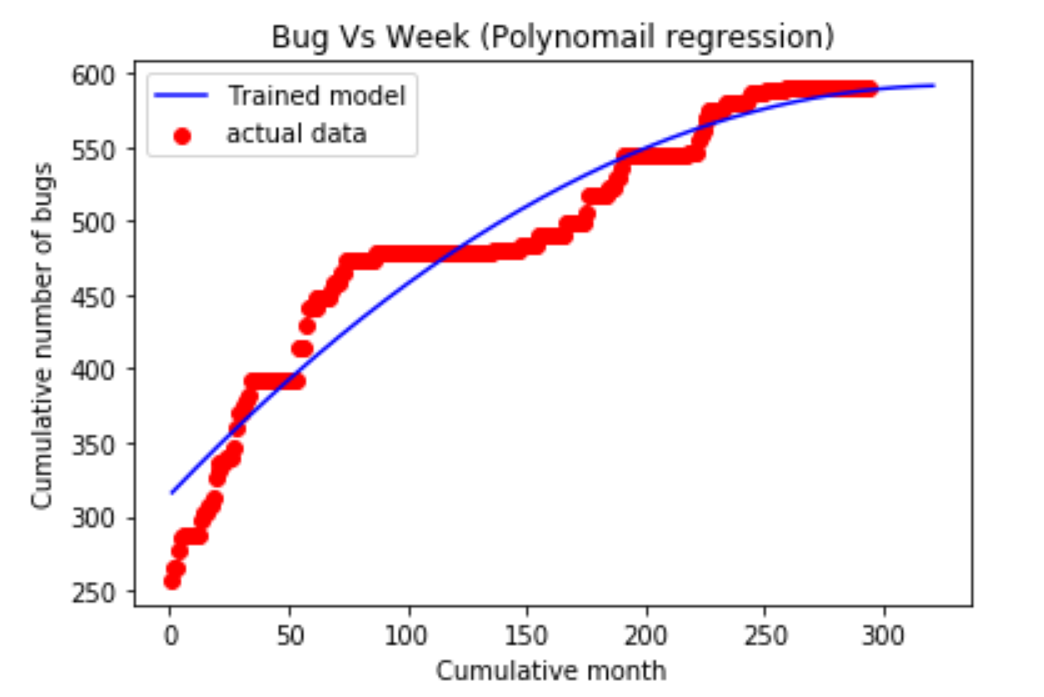 Bug Vs Week (Polynomail regression)
Trained model
actual data
600
550
500
450
400
350
300
250
Cumulative number of bugs
0 50 100 150 200 250 300
Cumulative month